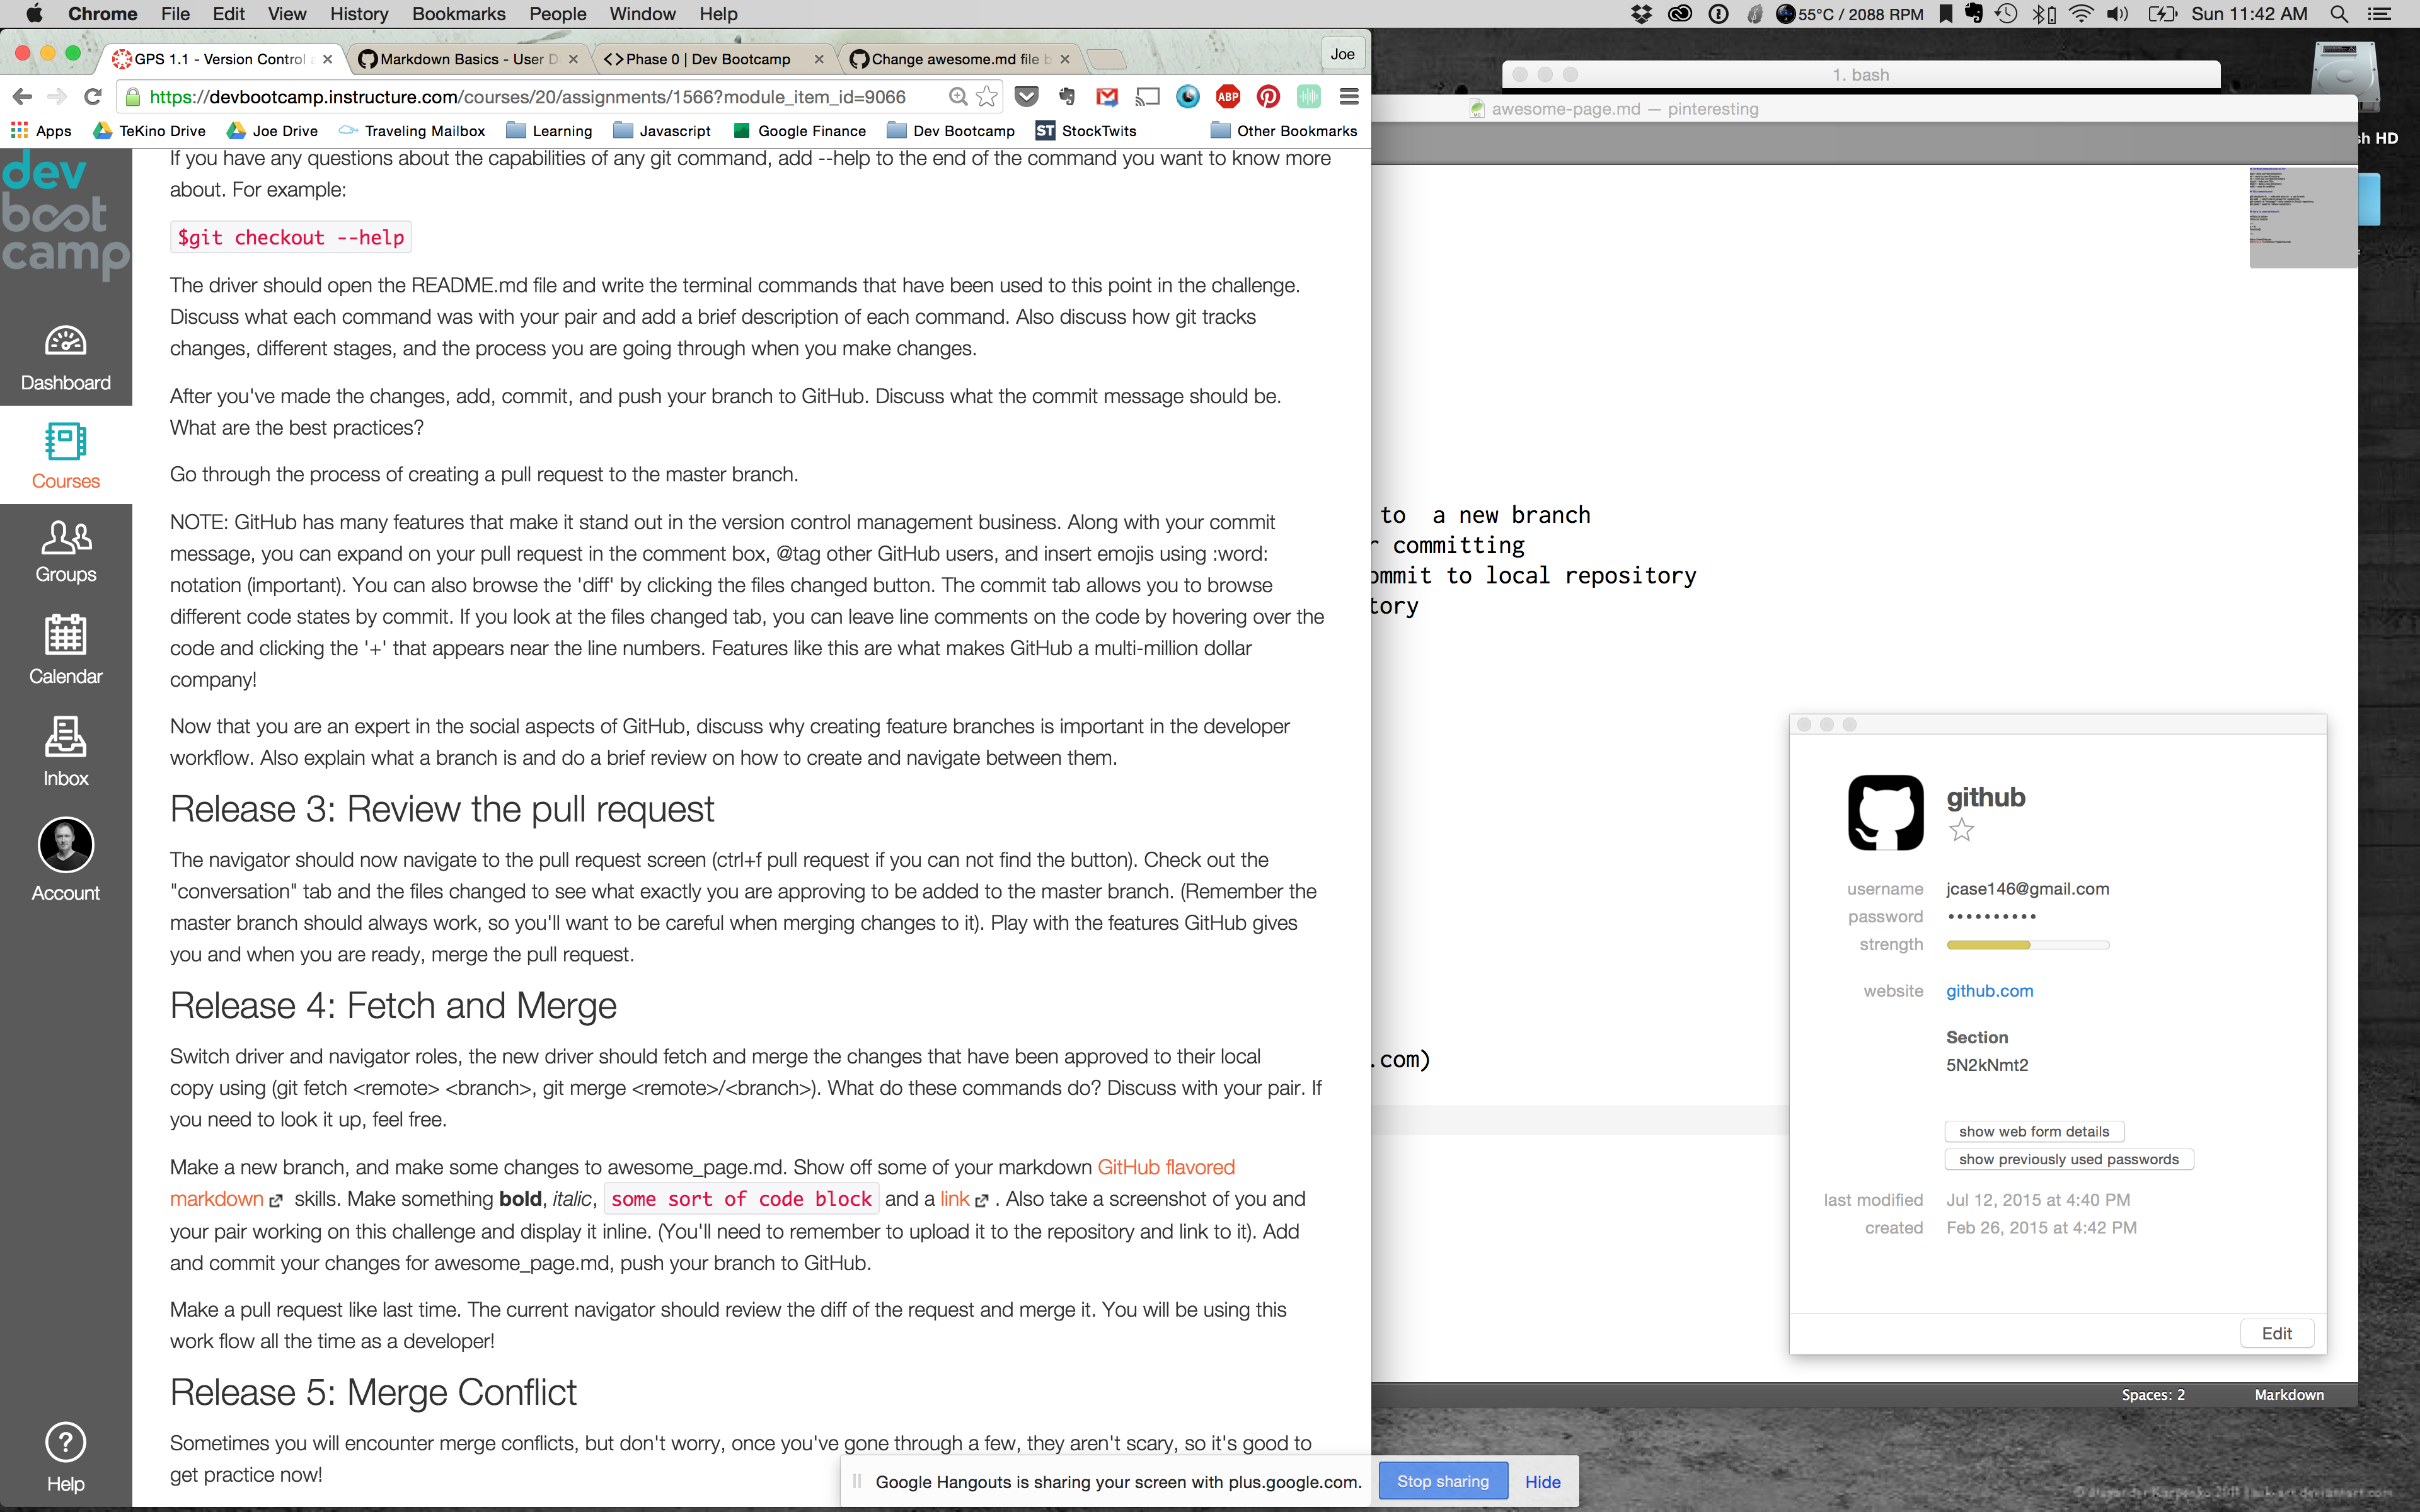 Chrome File Edit View History Bookmarks People Window Help
55°C / 2088 RPM Sun 11:42 AM
GPS 1.1 - Version Control
Markdown Basics - User D
Phase 0 | Dev Bootcamp
Change awesome.md file b
Joe
https://devbootcamp.instructure.com/courses/20/assignments/1566?module_item_id=9066
ABP
Apps TeKino Drive Joe Drive Traveling Mailbox Learning Javascript Google Finance Dev Bootcamp ST StockTwits Other Bookmarks
dev
boot
camp
Dashboard
Courses
Groups
Calendar
Inbox
Account
Help
If you have any questions about the capabilities of any git command, add --help to the end of the command you want to know more
about. For example:
$git checkout --help
The driver should open the README.md file and write the terminal commands that have been used to this point in the challenge.
Discuss what each command was with your pair and add a brief description of each command. Also discuss how git tracks
changes, different stages, and the process you are going through when you make changes.
After you've made the changes, add, commit, and push your branch to GitHub. Discuss what the commit message should be.
What are the best practices?
Go through the process of creating a pull request to the master branch.
NOTE: GitHub has many features that make it stand out in the version control management business. Along with your commit
message, you can expand on your pull request in the comment box, @tag other GitHub users, and insert emojis using :word:
notation (important). You can also browse the 'diff' by clicking the files changed button. The commit tab allows you to browse
different code states by commit. If you look at the files changed tab, you can leave line comments on the code by hovering over the
code and clicking the '+' that appears near the line numbers. Features like this are what makes GitHub a multi-million dollar
company!
Now that you are an expert in the social aspects of GitHub, discuss why creating feature branches is important in the developer
workflow. Also explain what a branch is and do a brief review on how to create and navigate between them.
Release 3: Review the pull request
The navigator should now navigate to the pull request screen (ctrl+f pull request if you can not find the button). Check out the
"conversation" tab and the files changed to see what exactly you are approving to be added to the master branch. (Remember the
master branch should always work, so you'll want to be careful when merging changes to it). Play with the features GitHub gives
you and when you are ready, merge the pull request.
Release 4: Fetch and Merge
Switch driver and navigator roles, the new driver should fetch and merge the changes that have been approved to their local
copy using (git fetch <remote> <branch>, git merge <remote>/<branch>). What do these commands do? Discuss with your pair. If
you need to look it up, feel free.
Make a new branch, and make some changes to awesome_page.md. Show off some of your markdown GitHub flavored
markdown skills. Make something bold, italic, some sort of code block and a link . Also take a screenshot of you and
your pair working on this challenge and display it inline. (You'll need to remember to upload it to the repository and link to it). Add
and commit your changes for awesome_page.md, push your branch to GitHub.
Make a pull request like last time. The current navigator should review the diff of the request and merge it. You will be using this
work flow all the time as a developer!
Release 5: Merge Conflict
Sometimes you will encounter merge conflicts, but don't worry, once you've gone through a few, they aren't scary, so it's good to
get practice now!
Google Hangouts is sharing your screen with plus.google.com. Stop sharing Hide
1. bash
awesome-page.md — pinteresting
sh HD
to a new branch
r committing
ommit to local repository
tory
.com)
github
username jcase146@gmail.com
password ••••••••••
strength
website github.com
Section
5N2kNmt2
show web form details
show previously used passwords
last modified Jul 12, 2015 at 4:40 PM
created Feb 26, 2015 at 4:42 PM
Edit
Spaces: 2 Markdown